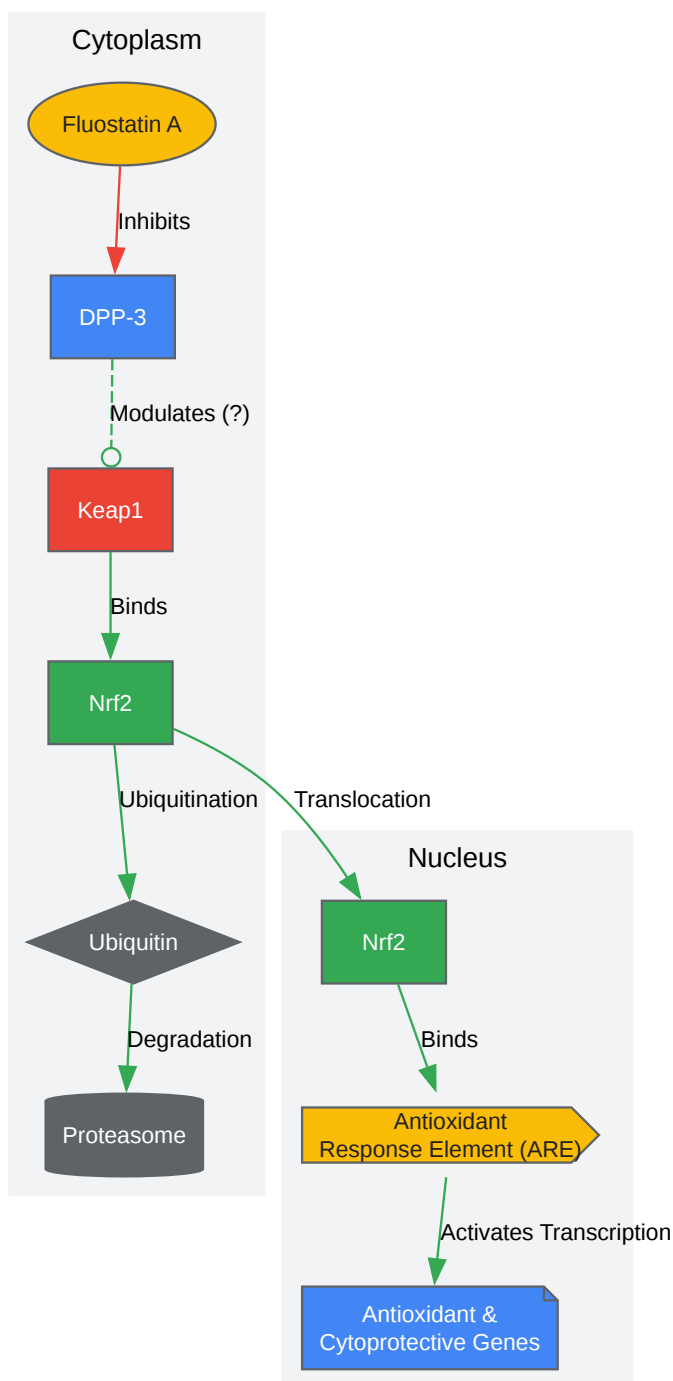 Cytoplasm
Fluostatin A
Inhibits
DPP-3
Modulates (?)
Keap1
Binds
Nrf2
Ubiquitination
Translocation
Nucleus
Ubiquitin
Nrf2
Degradation
Binds
Proteasome
Antioxidant
Response Element (ARE)
Activates Transcription
Antioxidant &
Cytoprotective Genes